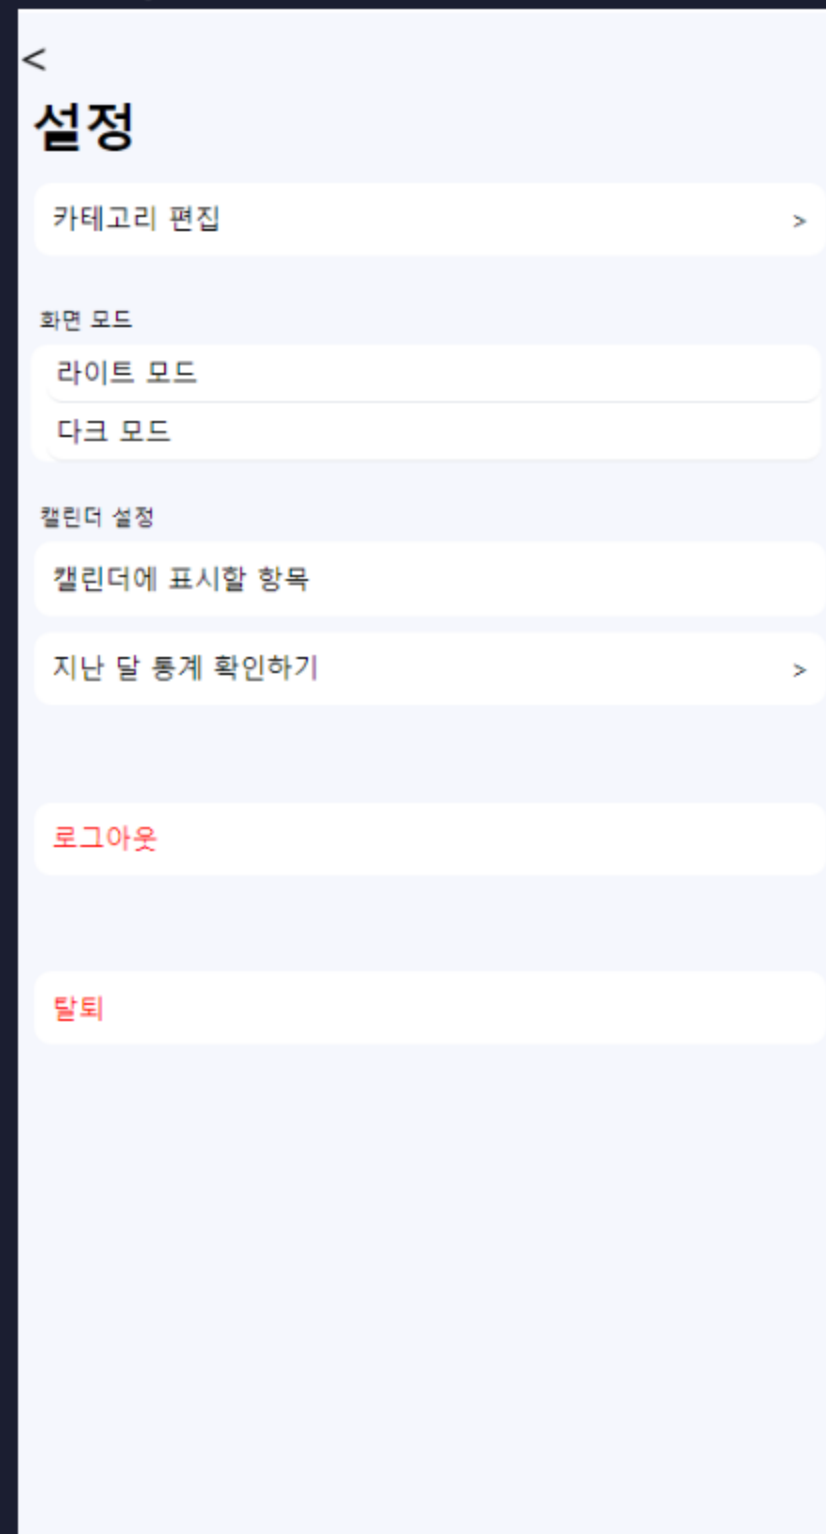 <
설정
카테고리 편집 >
화면 모드
라이트 모드
다크 모드
캘린더 설정
캘린더에 표시할 항목
지난 달 통계 확인하기 >
로그아웃
탈퇴